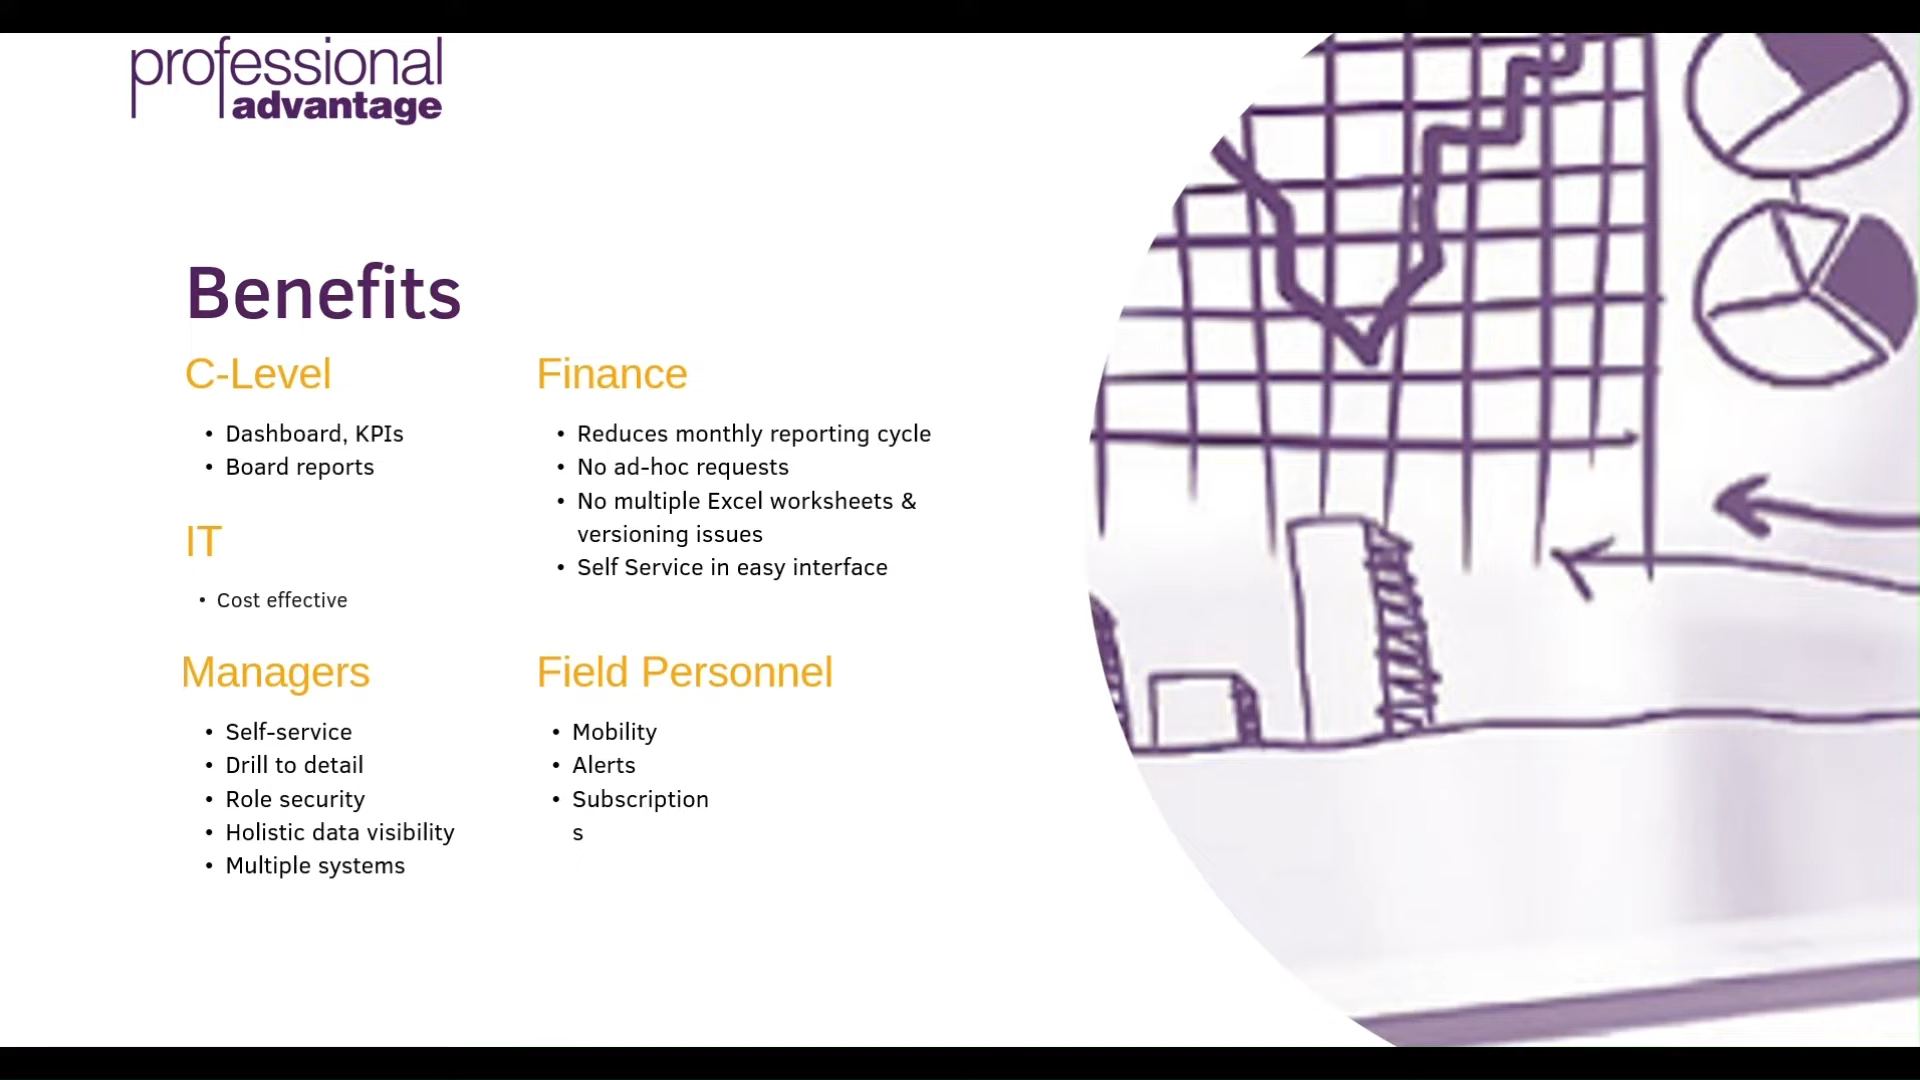 professional
advantage
Benefits
C-Level
• Dashboard, KPIs
• Board reports
IT
• Cost effective
Managers
• Self-service
• Drill to detail
• Role security
• Holistic data visibility
• Multiple systems
Finance
• Reduces monthly reporting cycle
• No ad-hoc requests
• No multiple Excel worksheets &
versioning issues
• Self Service in easy interface
Field Personnel
• Mobility
• Alerts
• Subscription
s